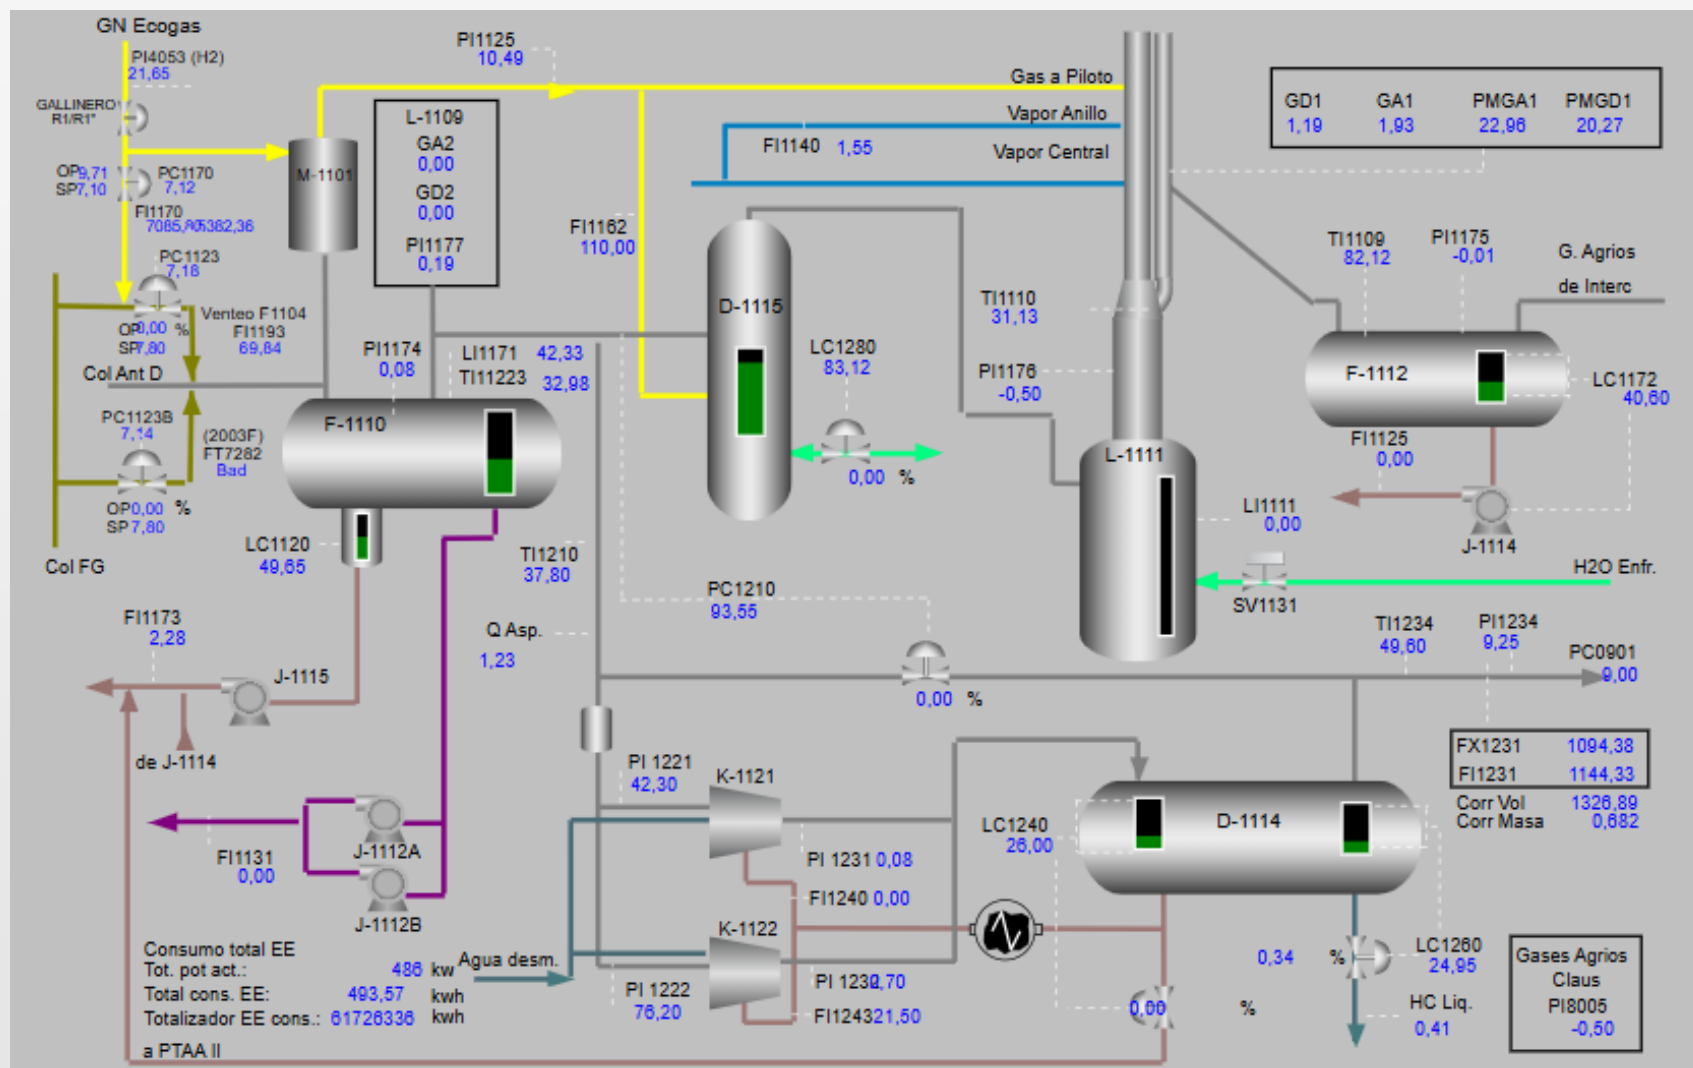 GN Ecogas
PI4053 (H2)
21,65
GALLINERO
R1/R1"
OP 9,71
SP 7,10
PC1170
7,12
FI1170
PC1123
7,18
OP 0,00 %
SP 7,80
Venteo F1104
FI1193
69,84
Col Ant D
PC1123B
7,14
(2003F)
FT7282
Bad
OP 0,00 %
SP 7,80
Col FG
M-1101
PI1125
10,49
L-1109
GA2
0,00
GD2
0,00
PI1177
0,19
Gas a Piloto
Vapor Anillo
FI1140 1,55
Vapor Central
GD1 GA1 PMGA1 PMGD1
1,19 1,93 22,96 20,27
FI1162
110,00
D-1115
LC1280
83,12
0,00 %
PI1174
0,08
LI1171 42,33
TI11223 32,98
F-1110
LC1120
49,65
TI1210
37,80
TI1110
31,13
PI1176
-0,50
L-1111
LI1111
0,00
SV1131
H2O Enfr.
TI1109
82,12
PI1175
-0,01
G. Agrios
de Interc
F-1112
LC1172
40,60
FI1125
0,00
J-1114
FI1173
2,28
J-1115
de J-1114
Q Asp.
1,23
PC1210
93,55
0,00 %
TI1234
49,60
PI1234
9,25
PC0901
9,00
FX1231 1094,38
FI1231 1144,33
Corr Vol 1326,89
Corr Masa 0,682
PI 1221
42,30
K-1121
PI 1231 0,08
FI1240 0,00
K-1122
PI 1222
76,20
FI1243 21,50
FI1131
0,00
J-1112A
J-1112B
LC1240
26,00
D-1114
0,00 %
0,34 %
LC1260
24,95
HC Liq.
0,41
Gases Agrios
Claus
PI8005
-0,50
Consumo total EE
Tot. pot act.: 486 kw
Total cons. EE: 493,57 kwh
Totalizador EE cons.: 61726336 kwh
Agua desm.
a PTAA II